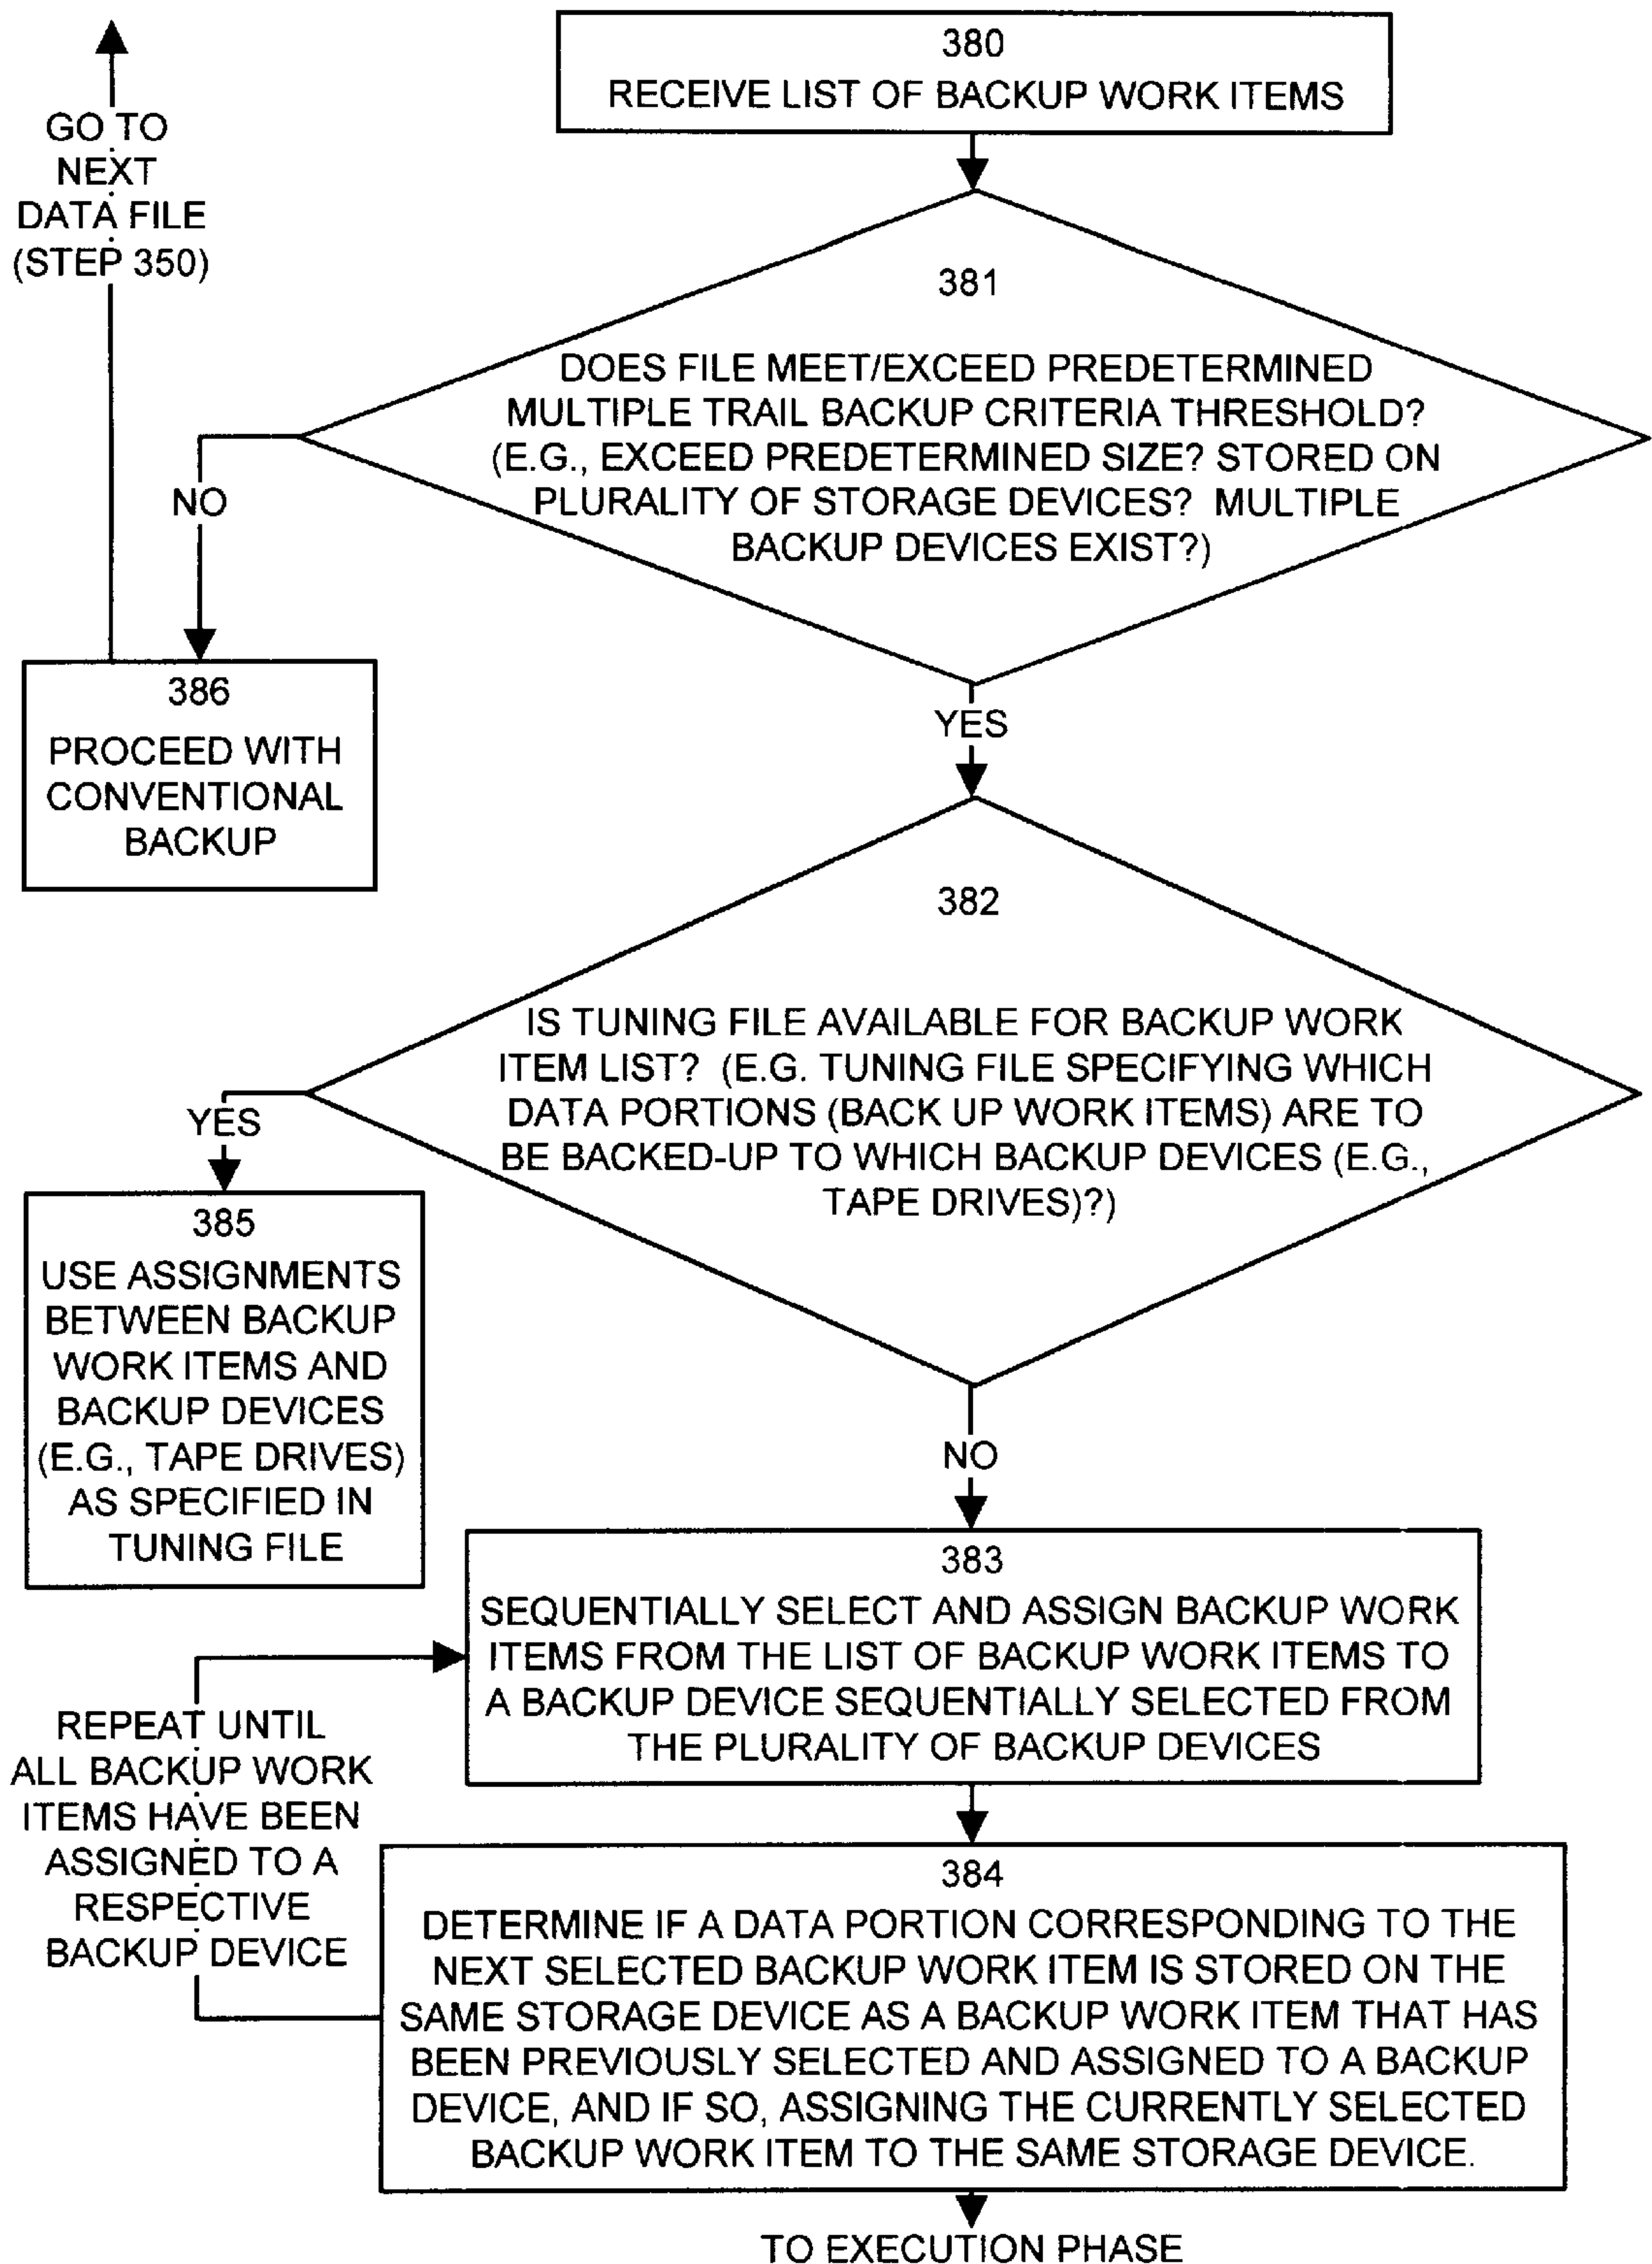 380
RECEIVE LIST OF BACKUP WORK ITEMS
GO TO
NEXT
DATA FILE
(STEP 350)
381
DOES FILE MEET/EXCEED PREDETERMINED
MULTIPLE TRAIL BACKUP CRITERIA THRESHOLD?
(E.G., EXCEED PREDETERMINED SIZE? STORED ON
PLURALITY OF STORAGE DEVICES? MULTIPLE
BACKUP DEVICES EXIST?)
NO
386
PROCEED WITH
CONVENTIONAL
BACKUP
YES
382
IS TUNING FILE AVAILABLE FOR BACKUP WORK
ITEM LIST? (E.G. TUNING FILE SPECIFYING WHICH
DATA PORTIONS (BACK UP WORK ITEMS) ARE TO
BE BACKED-UP TO WHICH BACKUP DEVICES (E.G.,
TAPE DRIVES)?)
YES
385
USE ASSIGNMENTS
BETWEEN BACKUP
WORK ITEMS AND
BACKUP DEVICES
(E.G., TAPE DRIVES)
AS SPECIFIED IN
TUNING FILE
NO
383
SEQUENTIALLY SELECT AND ASSIGN BACKUP WORK
ITEMS FROM THE LIST OF BACKUP WORK ITEMS TO
A BACKUP DEVICE SEQUENTIALLY SELECTED FROM
THE PLURALITY OF BACKUP DEVICES
REPEAT UNTIL
ALL BACKUP WORK
ITEMS HAVE BEEN
ASSIGNED TO A
RESPECTIVE
BACKUP DEVICE
384
DETERMINE IF A DATA PORTION CORRESPONDING TO THE
NEXT SELECTED BACKUP WORK ITEM IS STORED ON THE
SAME STORAGE DEVICE AS A BACKUP WORK ITEM THAT HAS
BEEN PREVIOUSLY SELECTED AND ASSIGNED TO A BACKUP
DEVICE, AND IF SO, ASSIGNING THE CURRENTLY SELECTED
BACKUP WORK ITEM TO THE SAME STORAGE DEVICE.
TO EXECUTION PHASE